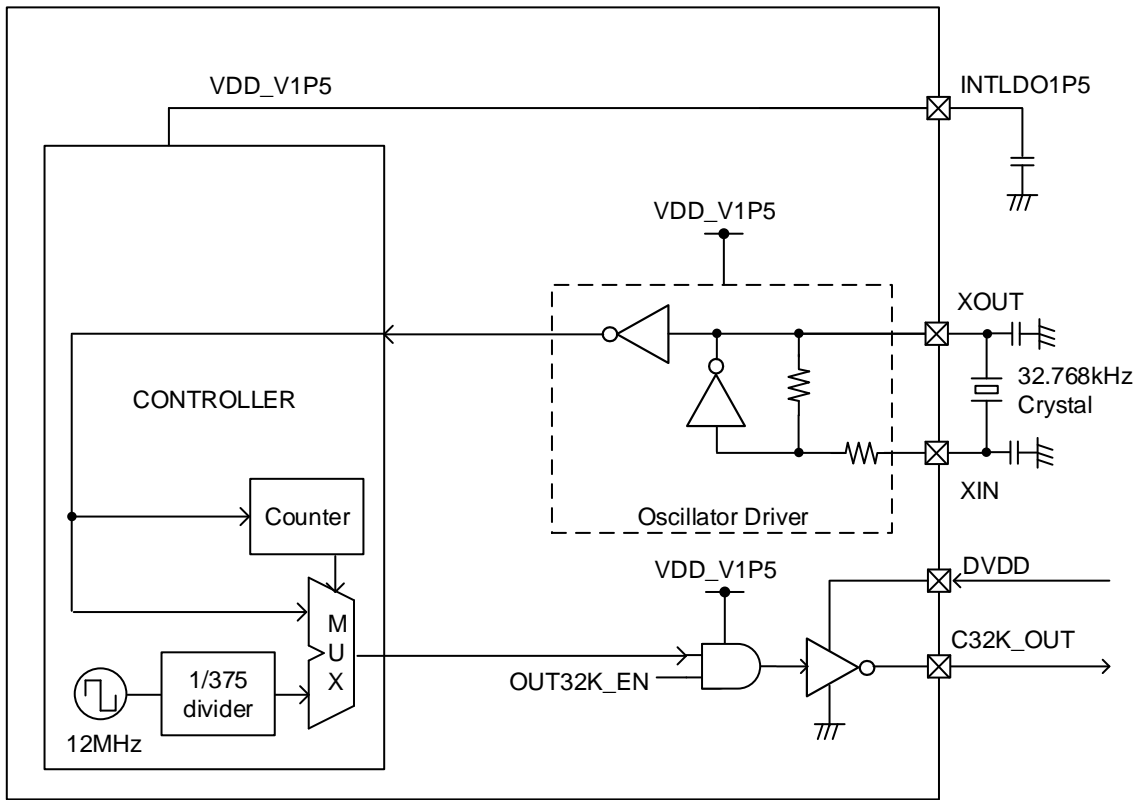 VDD_V1P5
INTLDO1P5
VDD_V1P5
XOUT
32.768kHz
Crystal
CONTROLLER
XIN
Counter
Oscillator Driver
VDD_V1P5
DVDD
M
U
X
C32K_OUT
1/375
divider
OUT32K_EN
12MHz